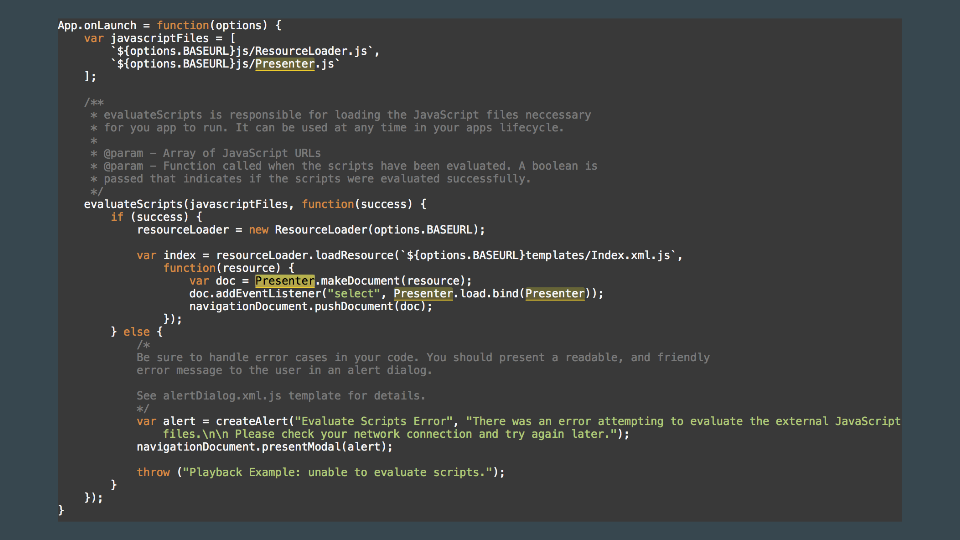 App.onLaunch = function(options) {
    var javascriptFiles = [
        `${options.BASEURL}js/ResourceLoader.js`,
        `${options.BASEURL}js/Presenter.js`
    ];

    /**
     * evaluateScripts is responsible for loading the JavaScript files neccessary
     * for you app to run. It can be used at any time in your apps lifecycle.
     *
     * @param - Array of JavaScript URLs
     * @param - Function called when the scripts have been evaluated. A boolean is
     * passed that indicates if the scripts were evaluated successfully.
     */
    evaluateScripts(javascriptFiles, function(success) {
        if (success) {
            resourceLoader = new ResourceLoader(options.BASEURL);

            var index = resourceLoader.loadResource(`${options.BASEURL}templates/Index.xml.js`,
                function(resource) {
                    var doc = Presenter.makeDocument(resource);
                    doc.addEventListener("select", Presenter.load.bind(Presenter));
                    navigationDocument.pushDocument(doc);
                });
        } else {
            /*
            Be sure to handle error cases in your code. You should present a readable, and friendly
            error message to the user in an alert dialog.

            See alertDialog.xml.js template for details.
            */
            var alert = createAlert("Evaluate Scripts Error", "There was an error attempting to evaluate the external JavaScript
                files.\n\n Please check your network connection and try again later.");
            navigationDocument.presentModal(alert);

            throw ("Playback Example: unable to evaluate scripts.");
        }
    });
}